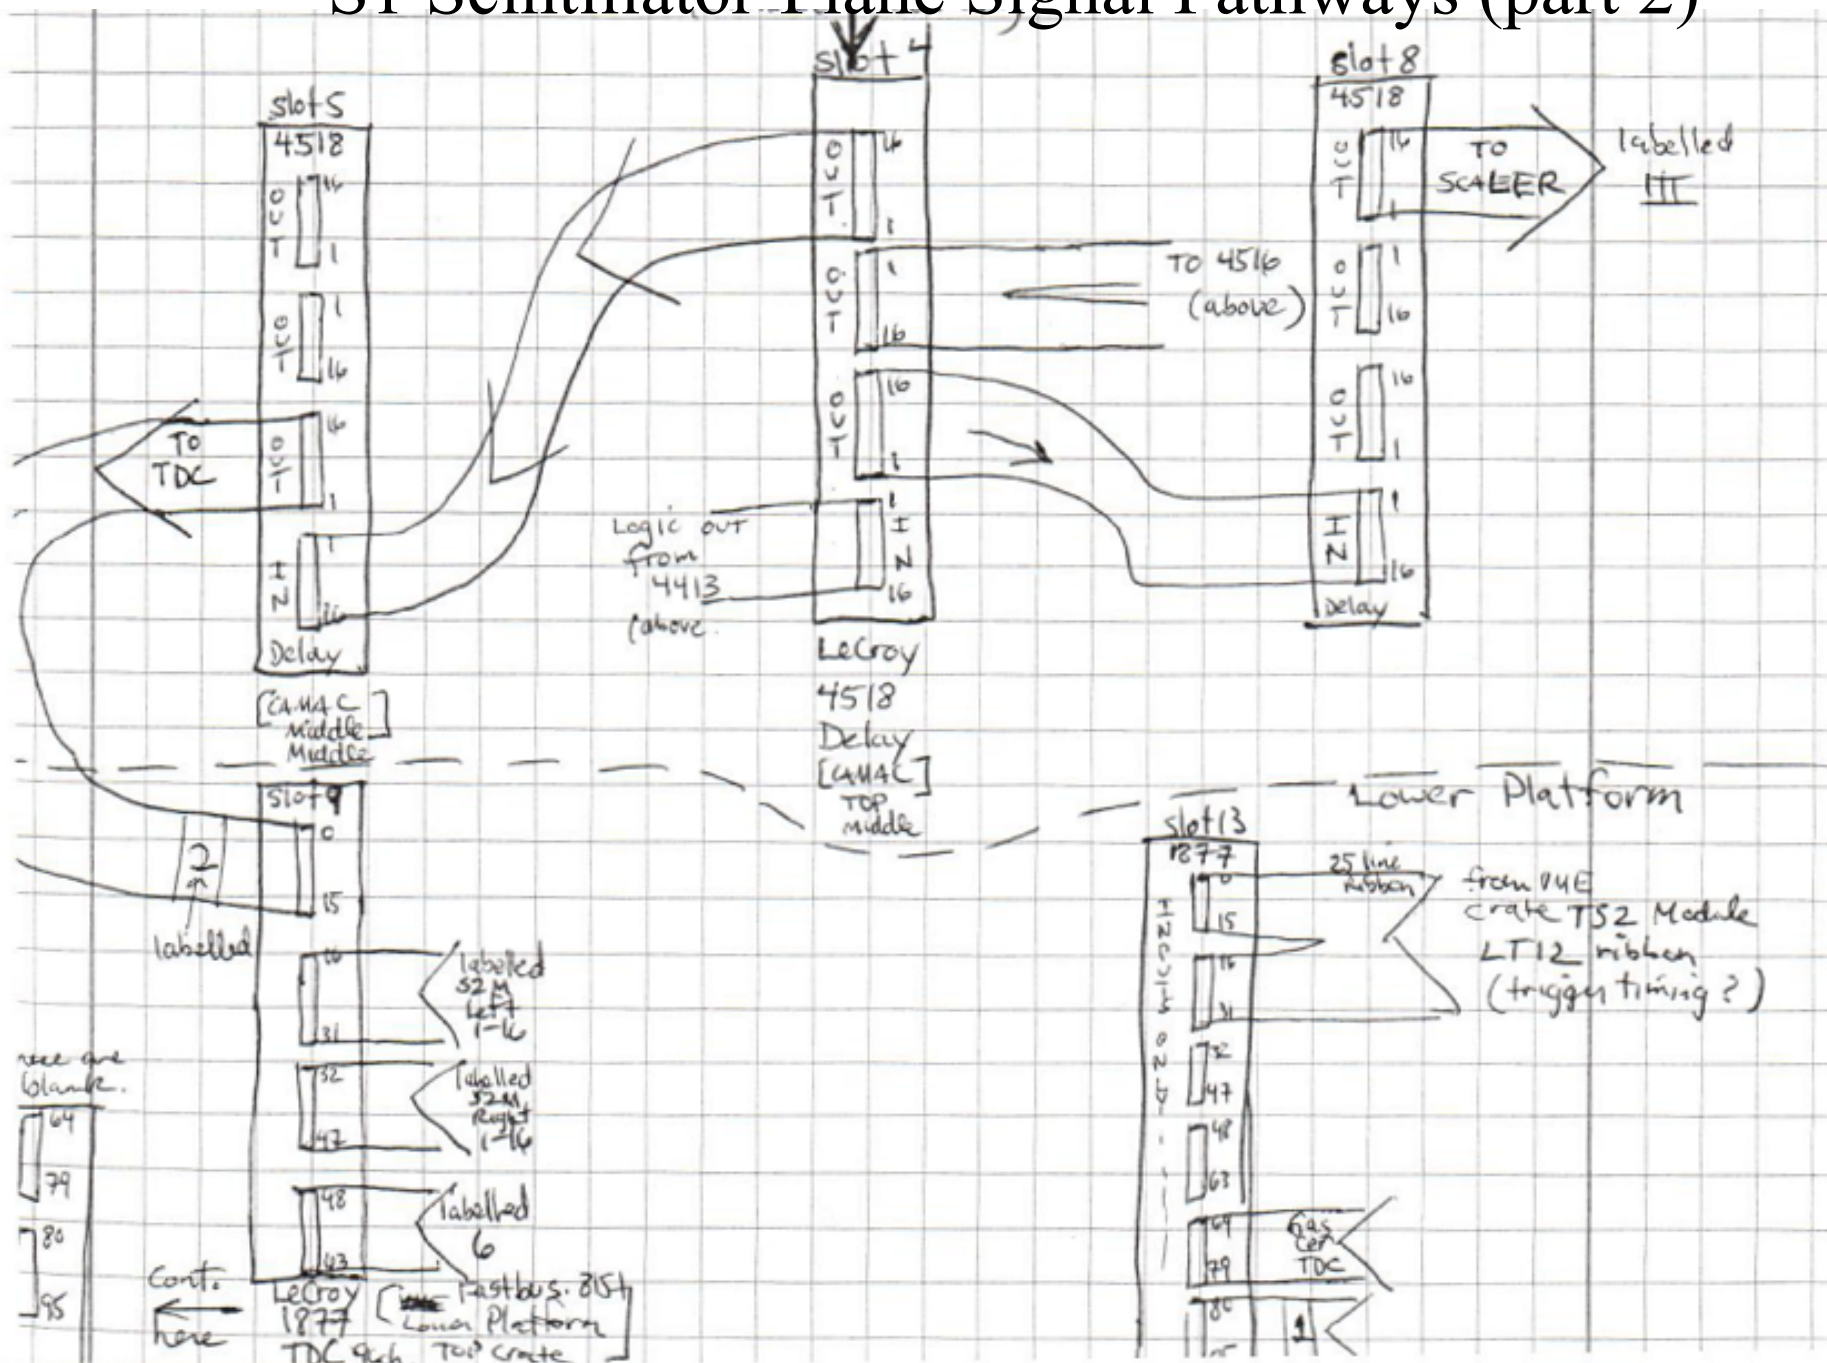 S1 Scintillator Plane Signal Pathways (part 2)
slot 5
4518
OUT
16
1
OUT
1
16
OUT
16
1
TO
TDC
IN
1
16
Delay
[CAMAC
Middle]
Middle
slot 4
OUT
16
1
OUT
1
16
TO 4516
(above)
OUT
16
1
IN
1
16
Logic OUT
from
4413
(above
LeCroy
4518
Delay
[CAMAC]
TOP
Middle
slot 8
4518
OUT
16
1
TO
SCALER
labelled
III
OUT
1
16
OUT
16
1
IN
1
16
Delay
Lower Platform
slot 9
0
15
2
labelled
16
31
labelled
S2M
Left
1-16
32
47
labelled
S2M
Right
1-16
48
63
labelled
6
LeCroy
1877
TDC 96ch.
[Fastbus.
Lower Platform
TOP crate]
Cont.
here
are
blank.
64
79
80
95
slot 13
1877
0
15
16
31
32
47
48
63
64
79
80
25 line
ribbon
from VME
crate TS2 Module
LT12 ribbon
(trigger timing?)
Gas
Cer
TDC
1